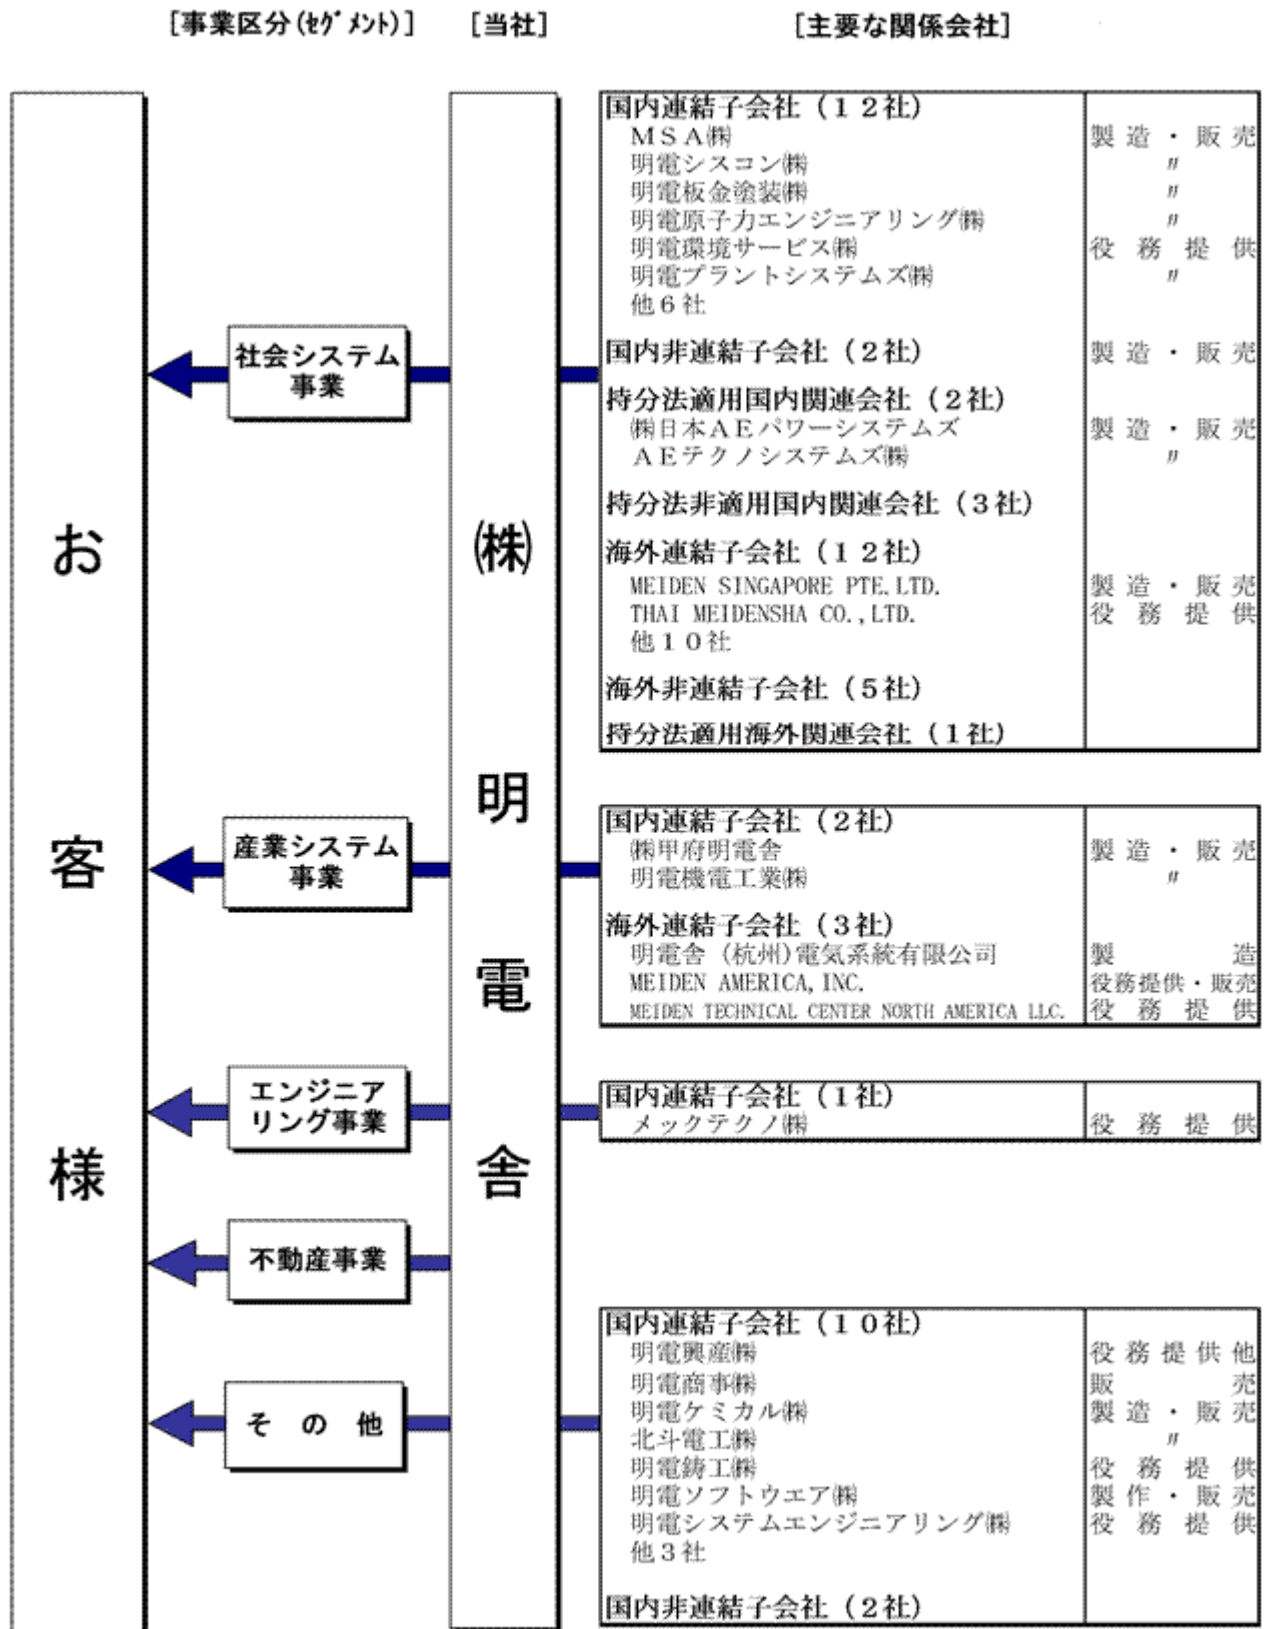 [事業区分(ｾｸﾞﾒﾝﾄ)] [当社] [主要な関係会社]
お客様
㈱明電舎
社会システム
事業
国内連結子会社（１２社）
ＭＳＡ㈱ 製造・販売
明電シスコン㈱ 〃
明電板金塗装㈱ 〃
明電原子力エンジニアリング㈱ 〃
明電環境サービス㈱ 役務提供
明電プラントシステムズ㈱ 〃
他６社
国内非連結子会社（２社） 製造・販売
持分法適用国内関連会社（２社）
㈱日本ＡＥパワーシステムズ 製造・販売
ＡＥテクノシステムズ㈱ 〃
持分法非適用国内関連会社（３社）
海外連結子会社（１２社）
MEIDEN SINGAPORE PTE.LTD. 製造・販売
THAI MEIDENSHA CO.,LTD. 役務提供
他１０社
海外非連結子会社（５社）
持分法適用海外関連会社（１社）
産業システム
事業
国内連結子会社（２社）
㈱甲府明電舎 製造・販売
明電機電工業㈱ 〃
海外連結子会社（３社）
明電舎（杭州）電気系統有限公司 製造
MEIDEN AMERICA,INC. 役務提供・販売
MEIDEN TECHNICAL CENTER NORTH AMERICA LLC. 役務提供
エンジニア
リング事業
国内連結子会社（１社）
メックテクノ㈱ 役務提供
不動産事業
その他
国内連結子会社（１０社）
明電興産㈱ 役務提供他
明電商事㈱ 販売
明電ケミカル㈱ 製造・販売
北斗電工㈱ 〃
明電鋳工㈱ 役務提供
明電ソフトウエア㈱ 製作・販売
明電システムエンジニアリング㈱ 役務提供
他３社
国内非連結子会社（２社）